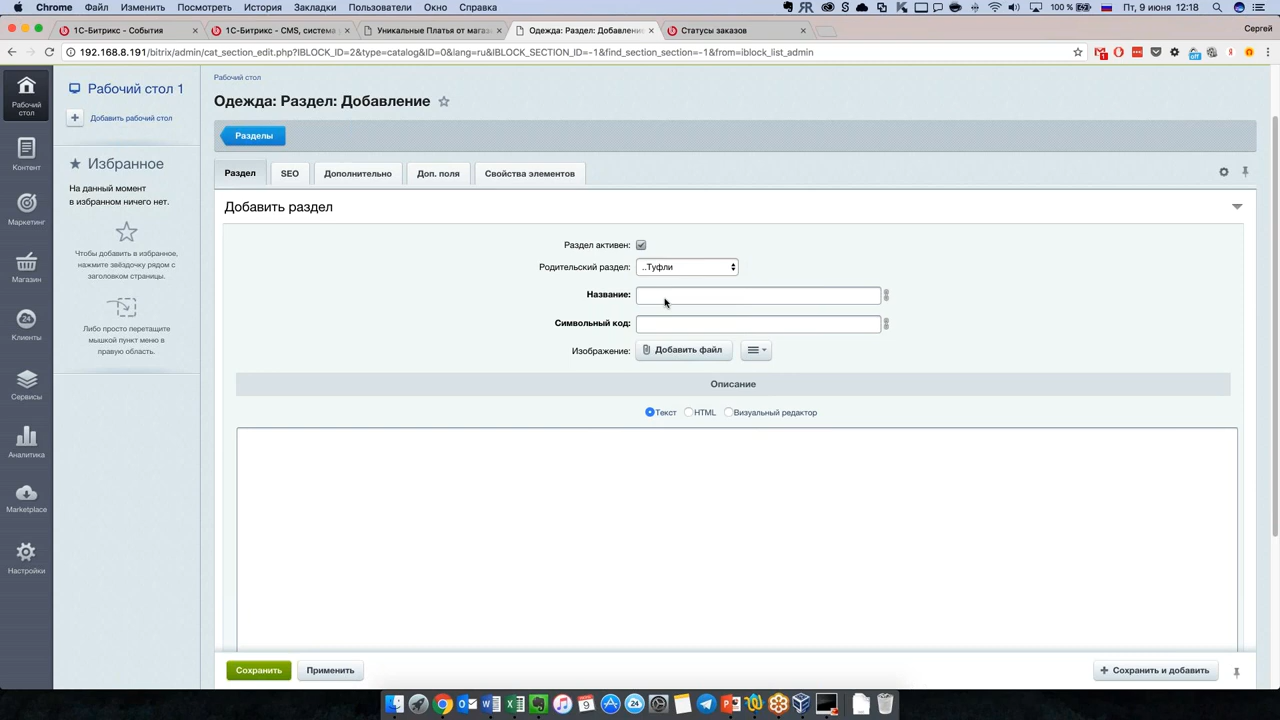 Chrome Файл Изменить Посмотреть История Закладки Пользователи Окно Справка 100 % Пт, 9 июня 12:18
1С-Битрикс - События 1С-Битрикс - CMS, система Уникальные Платья от магаз Одежда: Раздел: Добавлени Статусы заказов Сергей
192.168.8.191/bitrix/admin/cat_section_edit.php?IBLOCK_ID=2&type=catalog&ID=0&lang=ru&IBLOCK_SECTION_ID=-1&find_section_section=-1&from=iblock_list_admin
Рабочий
стол
Контент
Маркетинг
Магазин
24
Клиенты
Сервисы
Аналитика
Marketplace
Настройки
Рабочий стол 1
Добавить рабочий стол
Избранное
На данный момент
в избранном ничего нет.
Чтобы добавить в избранное,
нажмите звёздочку рядом с
заголовком страницы.
Либо просто перетащите
мышкой пункт меню в
правую область.
Рабочий стол
Одежда: Раздел: Добавление
Разделы
Раздел SEO Дополнительно Доп. поля Свойства элементов
Добавить раздел
Раздел активен:
Родительский раздел: ..Туфли
Название:
Символьный код:
Изображение: Добавить файл
Описание
Текст HTML Визуальный редактор
Сохранить Применить Сохранить и добавить